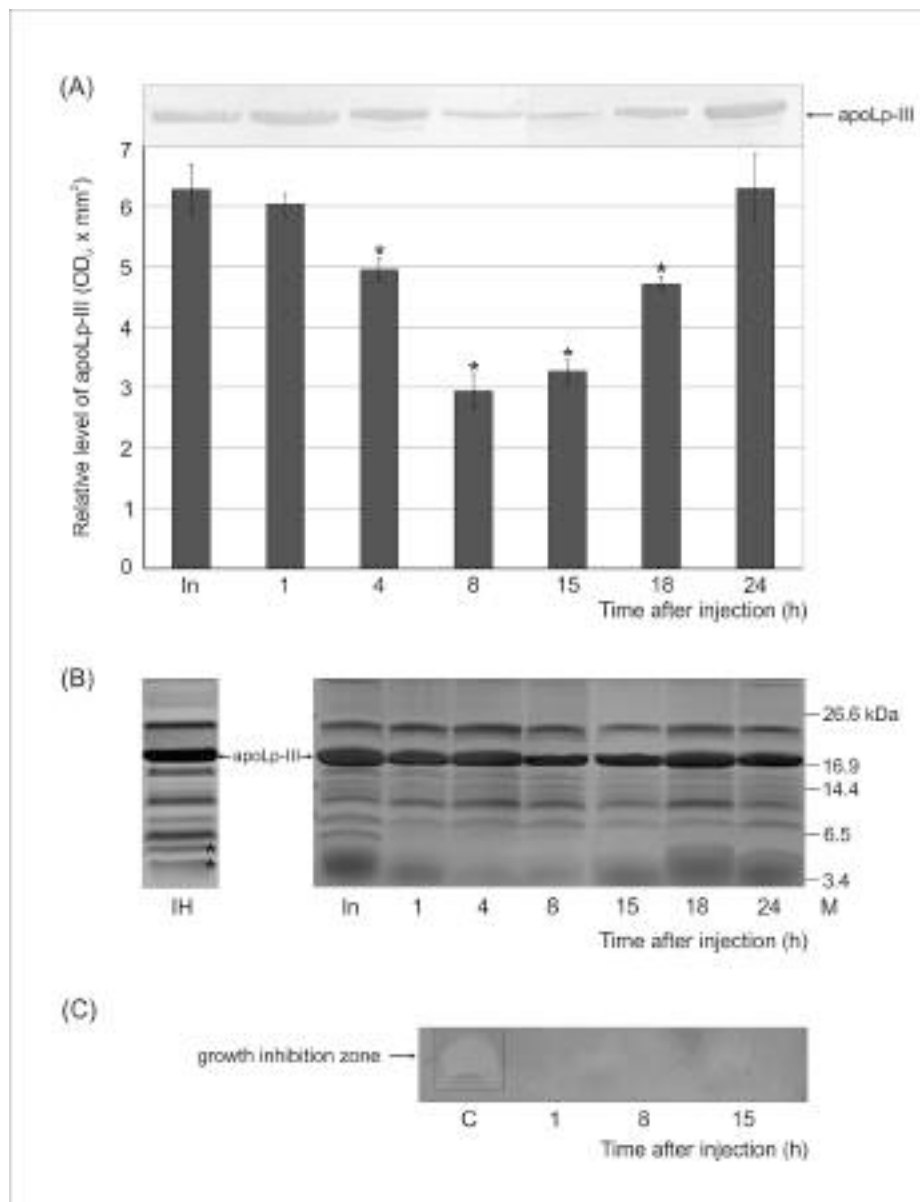 (A)
apoLp-III
Relative level of apoLp-III (OD, x mm²)
7
6
5
4
3
2
1
0
* * * *
In 1 4 8 15 18 24
Time after injection (h)
(B)
apoLp-III
26.6 kDa
16.9
14.4
6.5
3.4
* *
IH In 1 4 8 15 18 24 M
Time after injection (h)
(C)
growth inhibition zone
C 1 8 15
Time after injection (h)